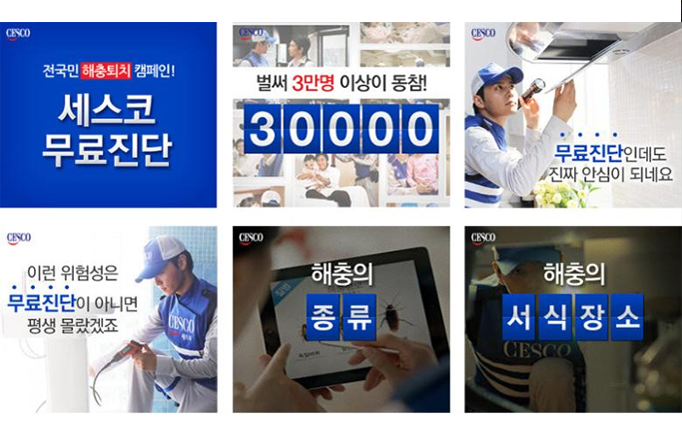 CESCO
전국민 해충퇴치 캠페인!
세스코
무료진단
CESCO
벌써 3만명 이상이 동참!
30000
CESCO
무료진단인데도
진짜 안심이 되네요
CESCO
이런 위험성은
무료진단이 아니면
평생 몰랐겠죠
CESCO
CESCO
해충의
종류
CESCO
해충의
서식장소
CESCO